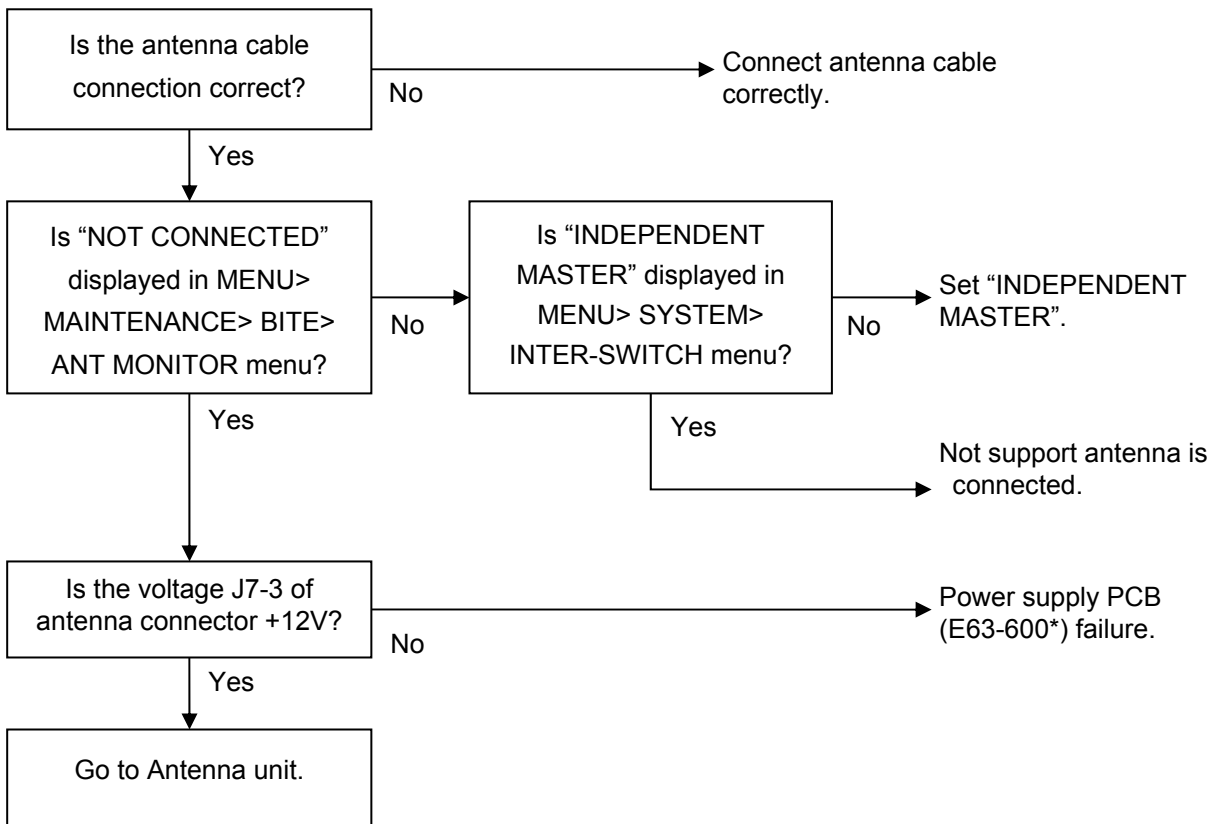 Is the antenna cable
connection correct?
No
Connect antenna cable
correctly.
Yes
Is “NOT CONNECTED”
displayed in MENU>
MAINTENANCE> BITE>
ANT MONITOR menu?
No
Is “INDEPENDENT
MASTER” displayed in
MENU> SYSTEM>
INTER-SWITCH menu?
No
Set “INDEPENDENT
MASTER”.
Yes
Yes
Not support antenna is
connected.
Is the voltage J7-3 of
antenna connector +12V?
No
Power supply PCB
(E63-600*) failure.
Yes
Go to Antenna unit.